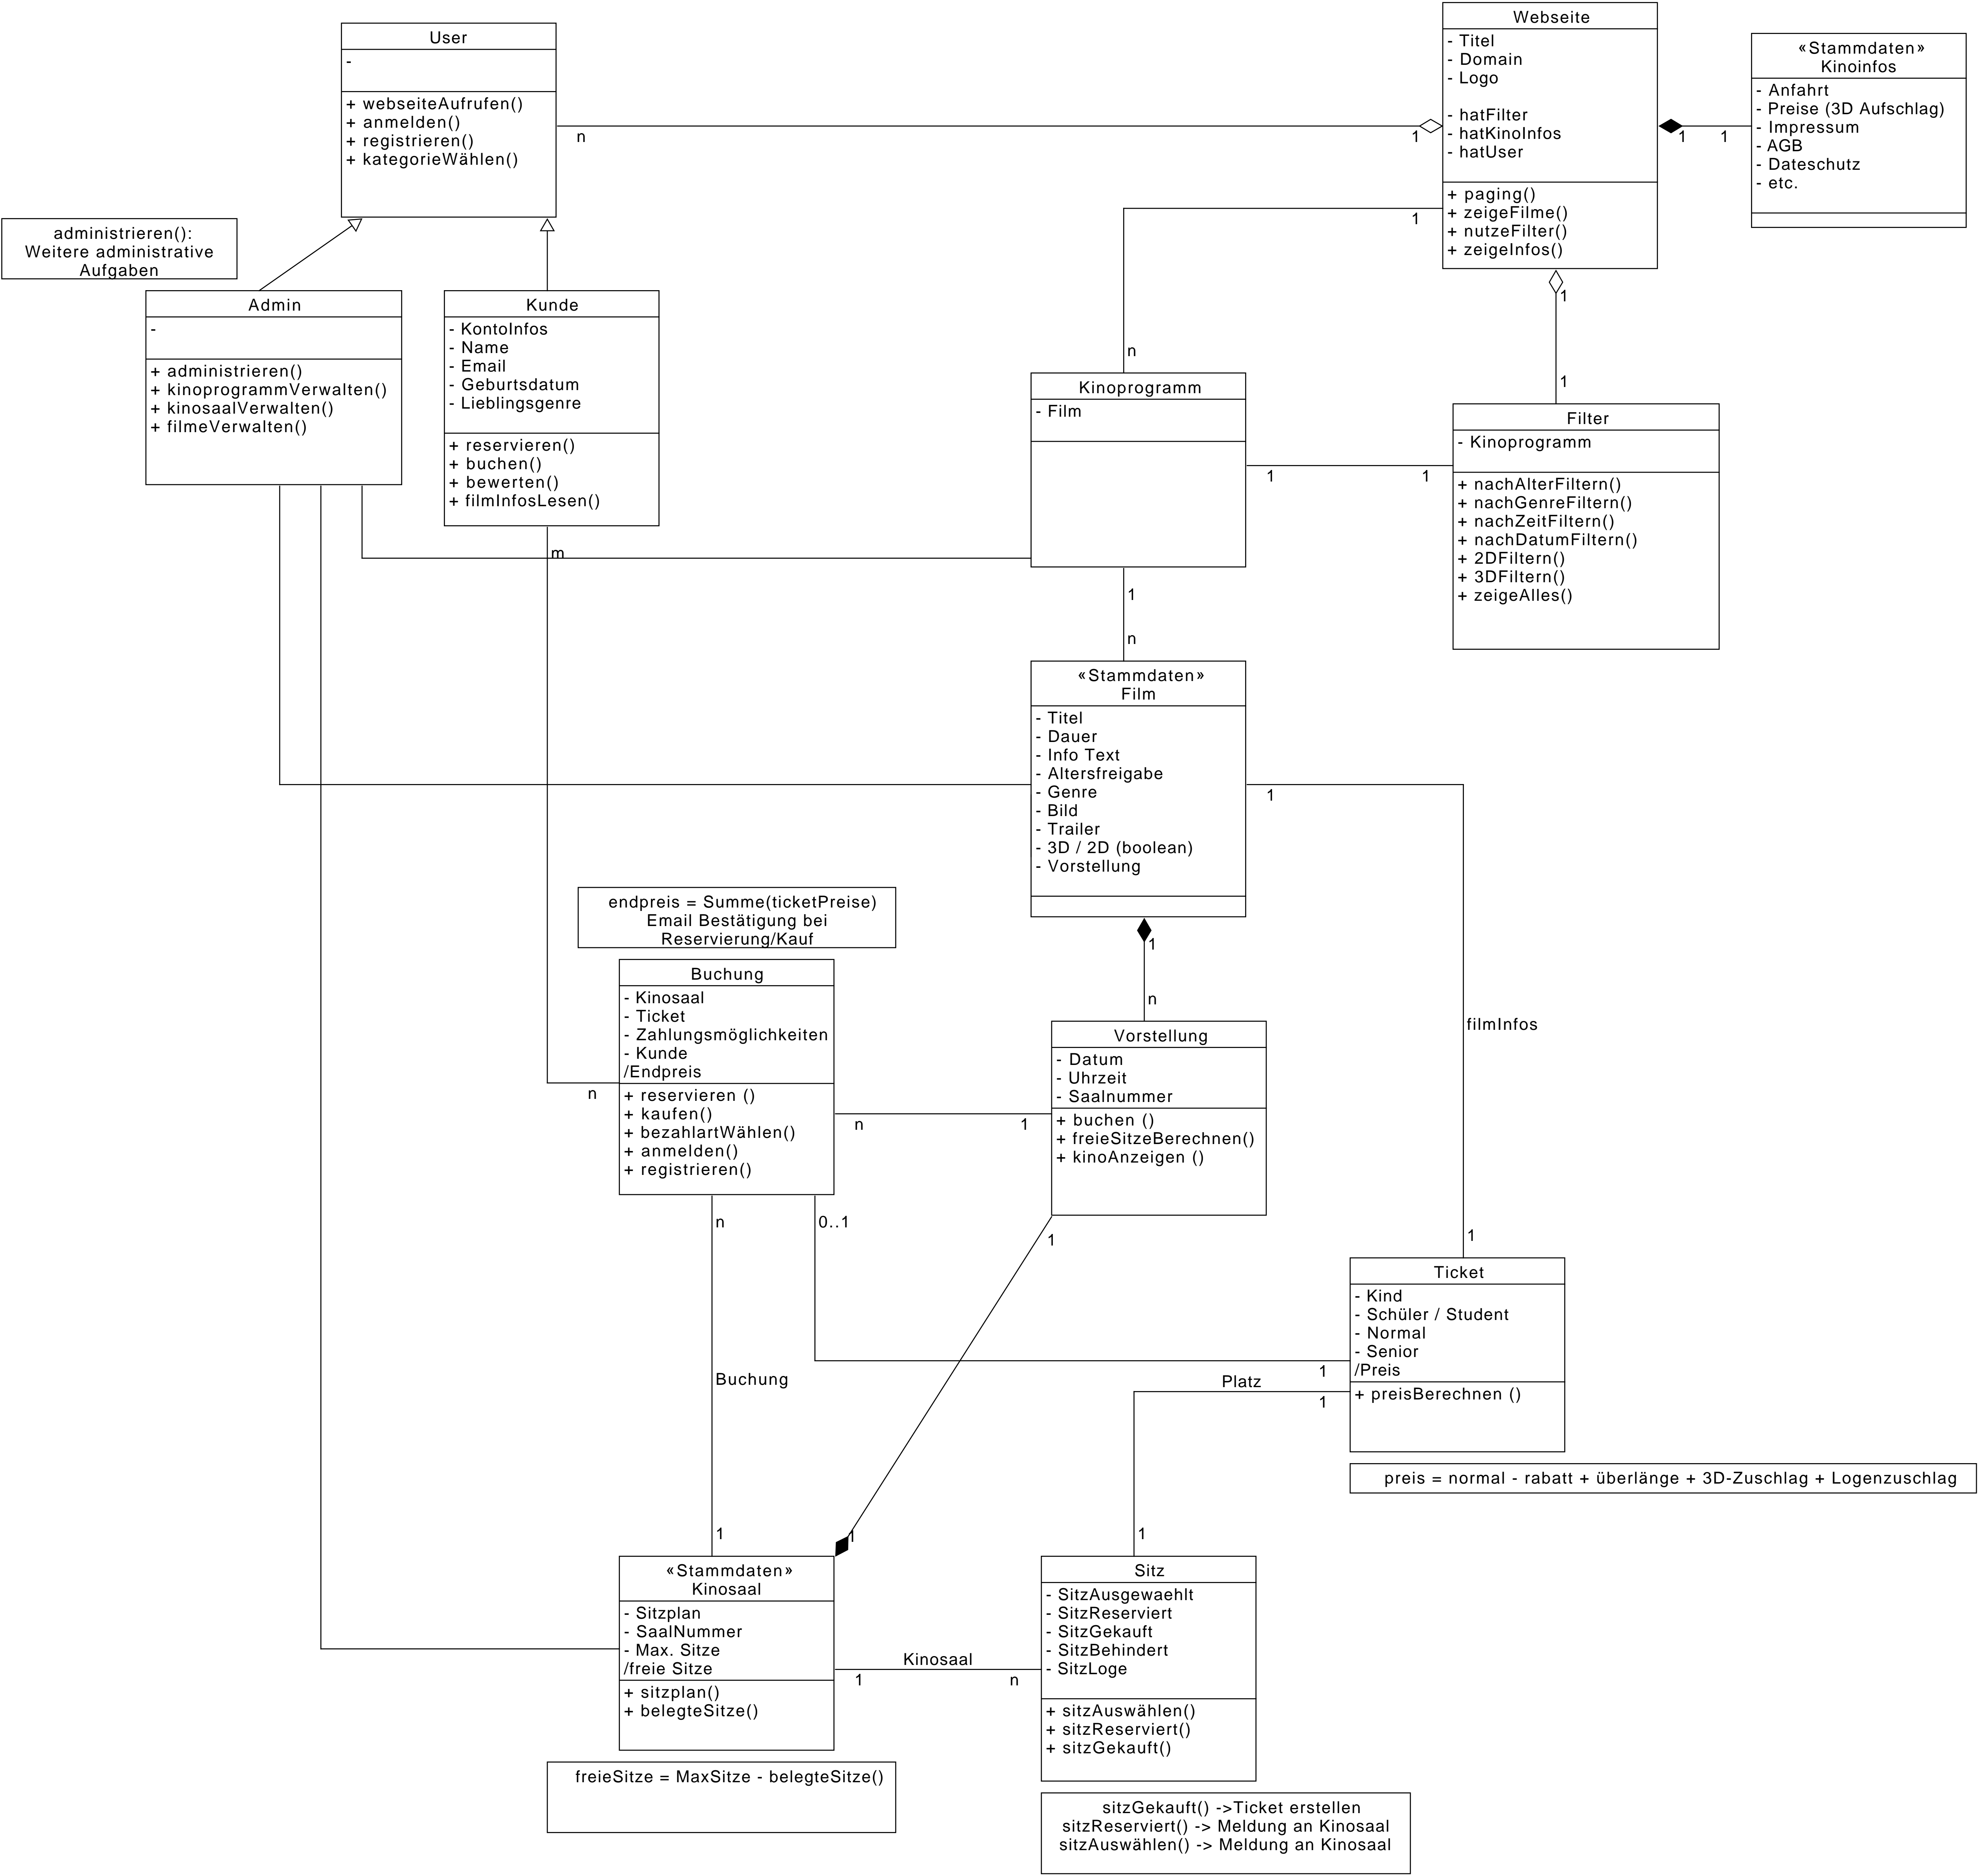 User
-
+ webseiteAufrufen()
+ anmelden()
+ registrieren()
+ kategorieWählen()
n
1
Webseite
- Titel
- Domain
- Logo
- hatFilter
- hatKinoInfos
- hatUser
+ paging()
+ zeigeFilme()
+ nutzeFilter()
+ zeigeInfos()
1
1
«Stammdaten»
Kinoinfos
- Anfahrt
- Preise (3D Aufschlag)
- Impressum
- AGB
- Dateschutz
- etc.
1
n
1
1
administrieren():
Weitere administrative
Aufgaben
Admin
-
+ administrieren()
+ kinoprogrammVerwalten()
+ kinosaalVerwalten()
+ filmeVerwalten()
Kunde
- KontoInfos
- Name
- Email
- Geburtsdatum
- Lieblingsgenre
+ reservieren()
+ buchen()
+ bewerten()
+ filmInfosLesen()
m
Kinoprogramm
- Film
1
1
Filter
- Kinoprogramm
+ nachAlterFiltern()
+ nachGenreFiltern()
+ nachZeitFiltern()
+ nachDatumFiltern()
+ 2DFiltern()
+ 3DFiltern()
+ zeigeAlles()
1
n
«Stammdaten»
Film
- Titel
- Dauer
- Info Text
- Altersfreigabe
- Genre
- Bild
- Trailer
- 3D / 2D (boolean)
- Vorstellung
1
1
n
filmInfos
1
endpreis = Summe(ticketPreise)
Email Bestätigung bei
Reservierung/Kauf
Buchung
- Kinosaal
- Ticket
- Zahlungsmöglichkeiten
- Kunde
/Endpreis
+ reservieren ()
+ kaufen()
+ bezahlartWählen()
+ anmelden()
+ registrieren()
n
n
1
Vorstellung
- Datum
- Uhrzeit
- Saalnummer
+ buchen ()
+ freieSitzeBerechnen()
+ kinoAnzeigen ()
n
0..1
1
Ticket
- Kind
- Schüler / Student
- Normal
- Senior
/Preis
+ preisBerechnen ()
1
Platz
1
Buchung
preis = normal - rabatt + überlänge + 3D-Zuschlag + Logenzuschlag
1
1
1
«Stammdaten»
Kinosaal
- Sitzplan
- SaalNummer
- Max. Sitze
/freie Sitze
+ sitzplan()
+ belegteSitze()
Kinosaal
1
n
Sitz
- SitzAusgewaehlt
- SitzReserviert
- SitzGekauft
- SitzBehindert
- SitzLoge
+ sitzAuswählen()
+ sitzReserviert()
+ sitzGekauft()
freieSitze = MaxSitze - belegteSitze()
sitzGekauft() ->Ticket erstellen
sitzReserviert() -> Meldung an Kinosaal
sitzAuswählen() -> Meldung an Kinosaal